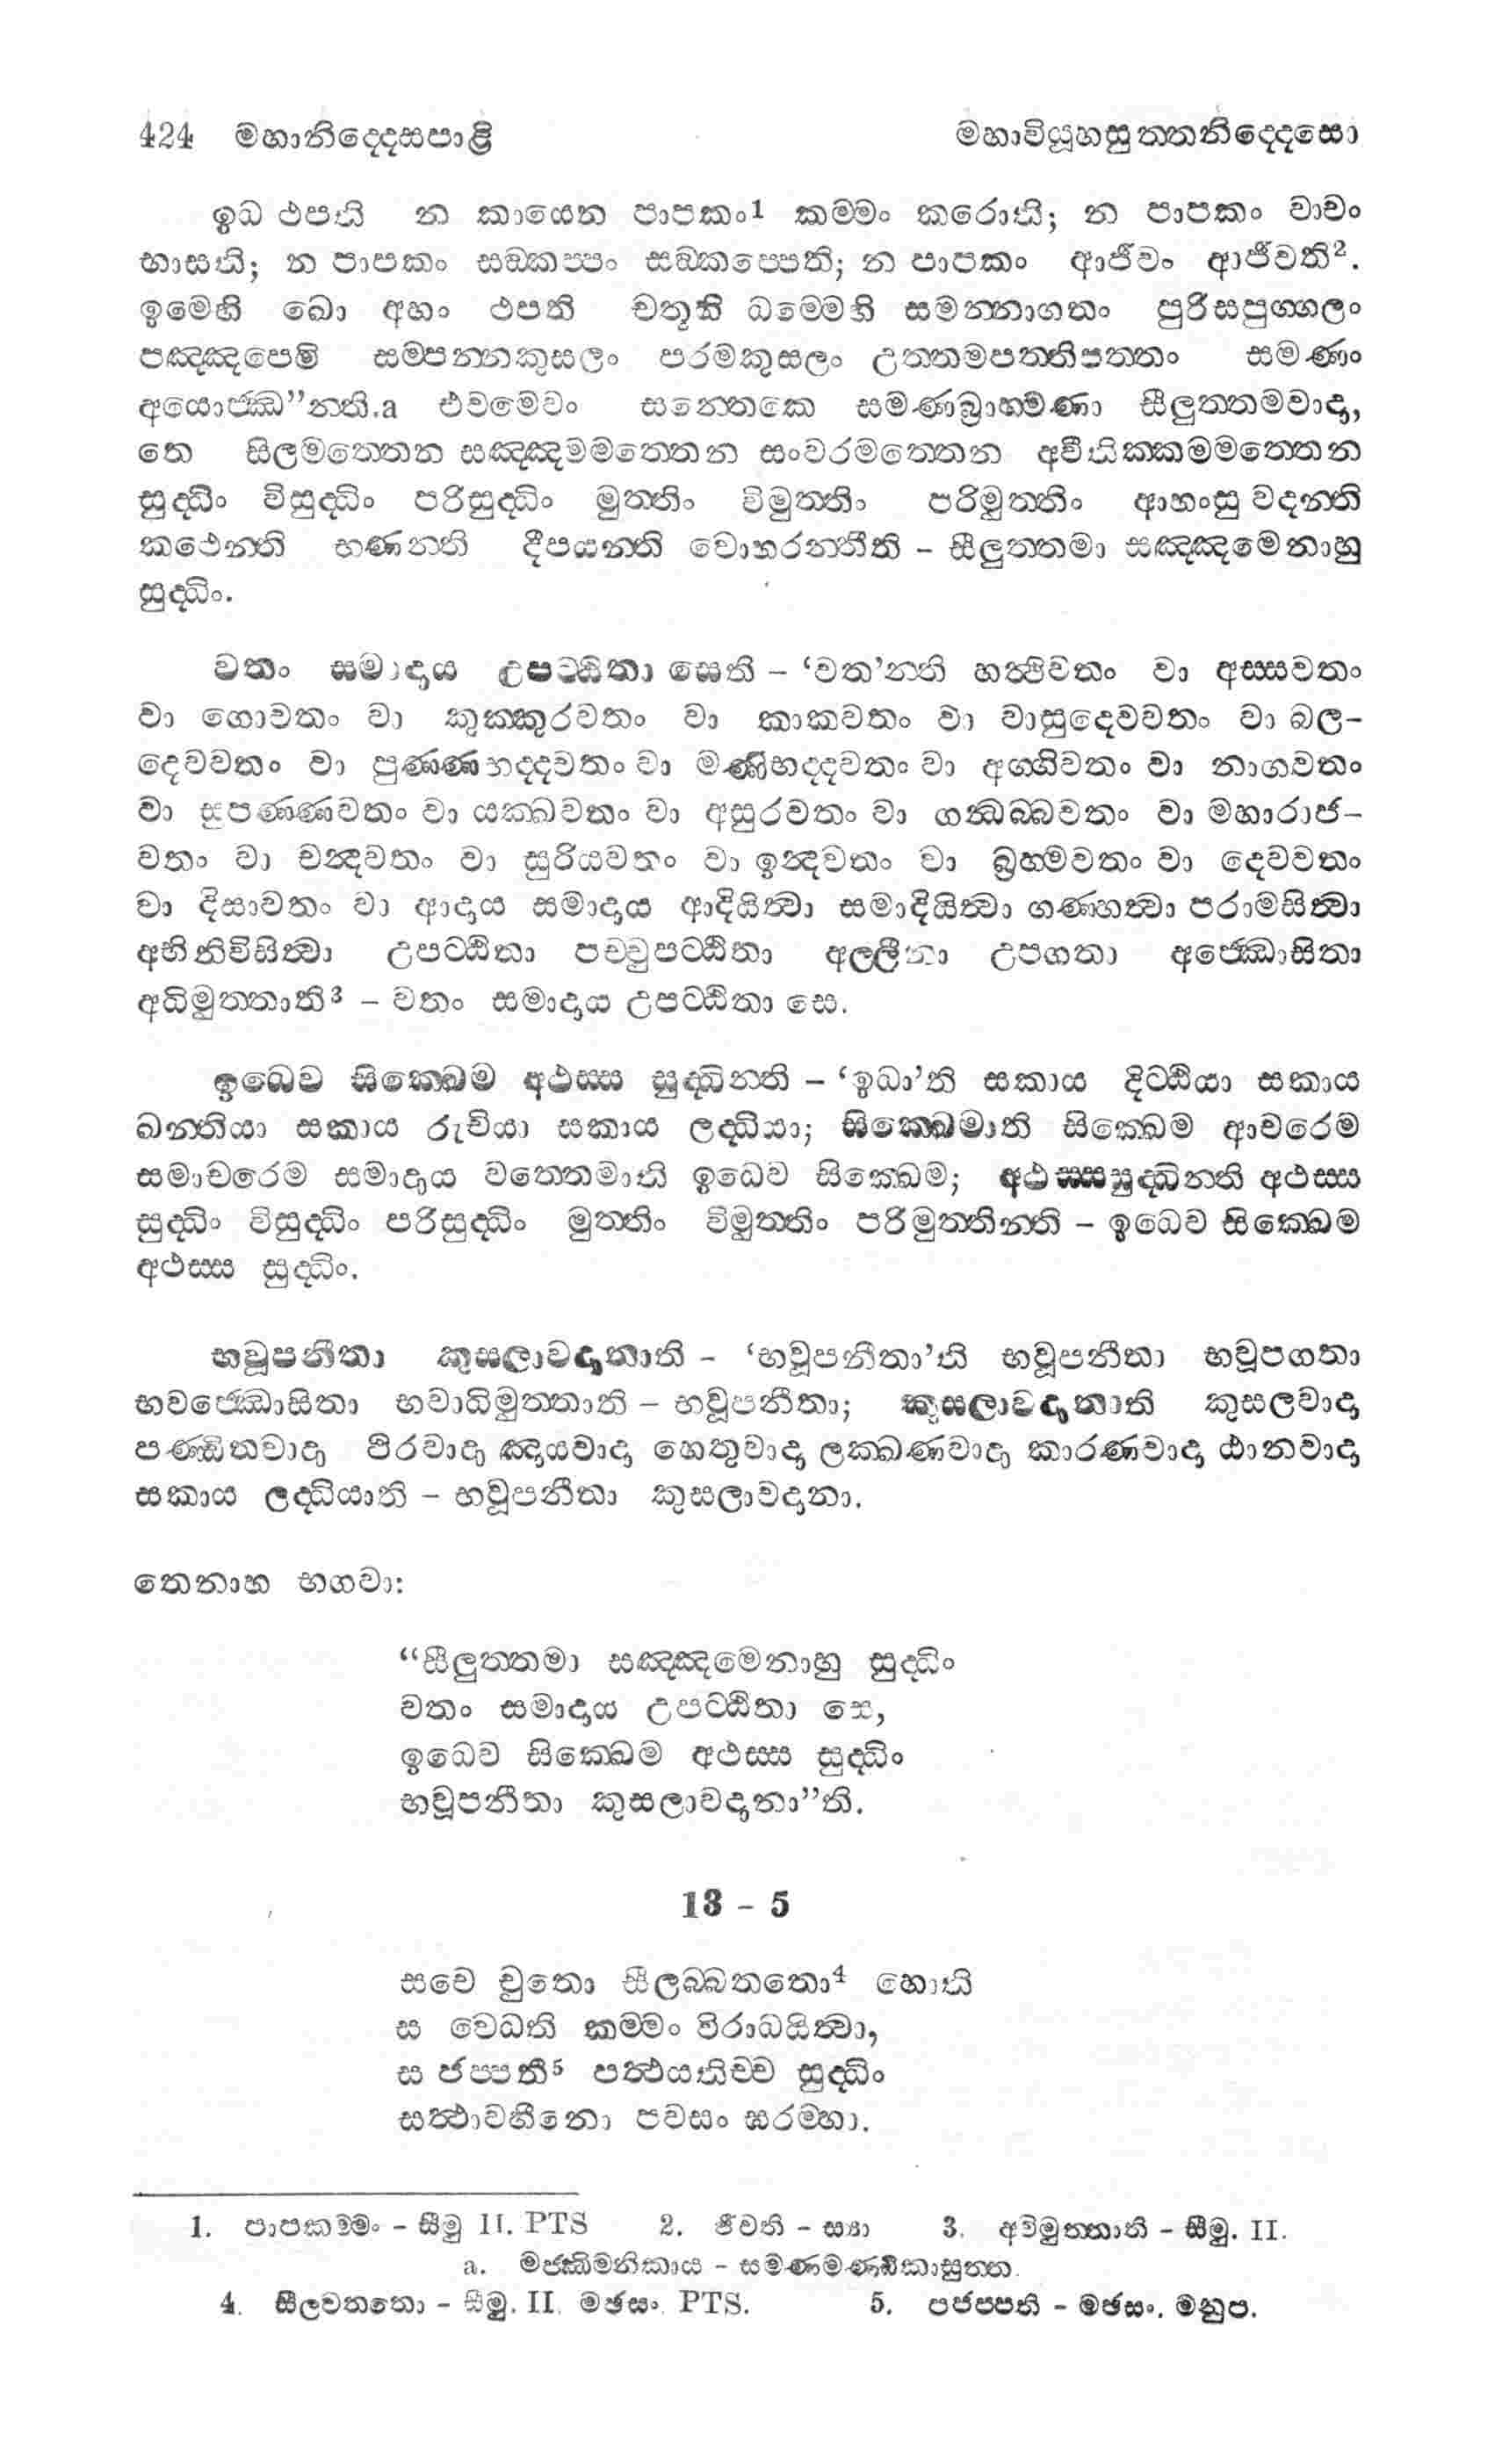 424 මහානිද්දෙසපාළි මහාවියූහසුත්තනිද්දෙසො
ඉධ ථපති න කායෙන පාපකං1 කම්මං කරොති; න පාපකං වාචං
භාසති; න පාපකං සඞ්කප්පං සඞ්කප්පෙති; න පාපකං ආජීවං ආජීවති2.
ඉමෙහි ඛො අහං ථපති චතූහි ධම්මෙහි සමන්නාගතං පුරිසපුග්ගලං
පඤ්ඤපෙමි සම්පන්නකුසලං පරමකුසලං උත්තමපත්තිපත්තං සමණං
අයොජ්ඣ”න්ති.a එවමෙවං සන්තෙකෙ සමණබ්‍රාහ්මණා සීලුත්තමවාදා,
තෙ සීලමත්තෙන සඤ්ඤමමත්තෙන සංවරමත්තෙන අවීතික්කමමත්තෙන
සුද්ධිං විසුද්ධිං පරිසුද්ධිං මුත්තිං විමුත්තිං පරිමුත්තිං ආහංසු වදන්ති
කථෙන්ති භණන්ති දීපයන්ති වොහරන්තීති – සීලුත්තමා සඤ්ඤමෙනාහු
සුද්ධිං.
වතං සමාදාය උපට්ඨිතා සෙති – ‘වත’න්ති හත්ථිවතං වා අස්සවතං
වා ගොවතං වා කුක්කුරවතං වා කාකවතං වා වාසුදෙවවතං වා බල-
දෙවවතං වා පුණ්ණභද්දවතං වා මණිභද්දවතං වා අග්ගිවතං වා නාගවතං
වා සුපණ්ණවතං වා යක්ඛවතං වා අසුරවතං වා ගන්ධබ්බවතං වා මහාරාජ-
වතං වා චන්දවතං වා සුරියවතං වා ඉන්දවතං වා බ්‍රහ්මවතං වා දෙවවතං
වා දිසාවතං වා ආදාය සමාදාය ආදියිත්වා සමාදියිත්වා ගණ්හිත්වා පරාමසිත්වා
අභිනිවිසිත්වා උපට්ඨිතා පච්චුපට්ඨිතා අල්ලීනා උපගතා අජ්ඣොසිතා
අධිමුත්තාති3 – වතං සමාදාය උපට්ඨිතා සෙ.
ඉධෙව සික්ඛෙම අථස්ස සුද්ධින්ති – ‘ඉධා’ති සකාය දිට්ඨියා සකාය
ඛන්තියා සකාය රුචියා සකාය ලද්ධියා; සික්ඛෙමාති සික්ඛෙම ආචරෙම
සමාචරෙම සමාදාය වත්තෙමාති ඉධෙව සික්ඛෙම; අථස්සසුද්ධින්ති අථස්ස
සුද්ධිං විසුද්ධිං පරිසුද්ධිං මුත්තිං විමුත්තිං පරිමුත්තින්ති – ඉධෙව සික්ඛෙම
අථස්ස සුද්ධිං.
භවූපනීතා කුසලාවදානාති – ‘භවූපනීතා’ති භවූපනීතා භවූපගතා
භවජ්ඣොසිතා භවාධිමුත්තාති – භවූපනීතා; කුසලාවදානාති කුසලවාදා
පණ්ඩිතවාදා ථිරවාදා ඤායවාදා හෙතුවාදා ලක්ඛණවාදා කාරණවාදා ඨානවාදා
සකාය ලද්ධියාති – භවූපනීතා කුසලාවදානා.
තෙනාහ භගවා:
“සීලුත්තමා සඤ්ඤමෙනාහු සුද්ධිං
වතං සමාදාය උපට්ඨිතා සෙ,
ඉධෙව සික්ඛෙම අථස්ස සුද්ධිං
භවූපනීතා කුසලාවදානා”ති.
13 – 5
සචෙ චුතො සීලබ්බතතො4 හොති
ස වෙධති කම්මං විරාධයිත්වා,
ස ජප්පතී5 පත්ථයතිච්ච සුද්ධිං
සත්ථාවහීනො පවසං ඝරම්හා.
1. පාපකම්මං – සීමු II. PTS 2. ජීවති – ස්‍යා 3. අවිමුත්තාති – සීමු. II.
a. මජ්ඣිමනිකාය – සමණමණ්ඩිකාසුත්ත.
4. සීලවතතො – සීමු. II. මඡසං. PTS. 5. පජප්පති – මඡසං. මනුප.